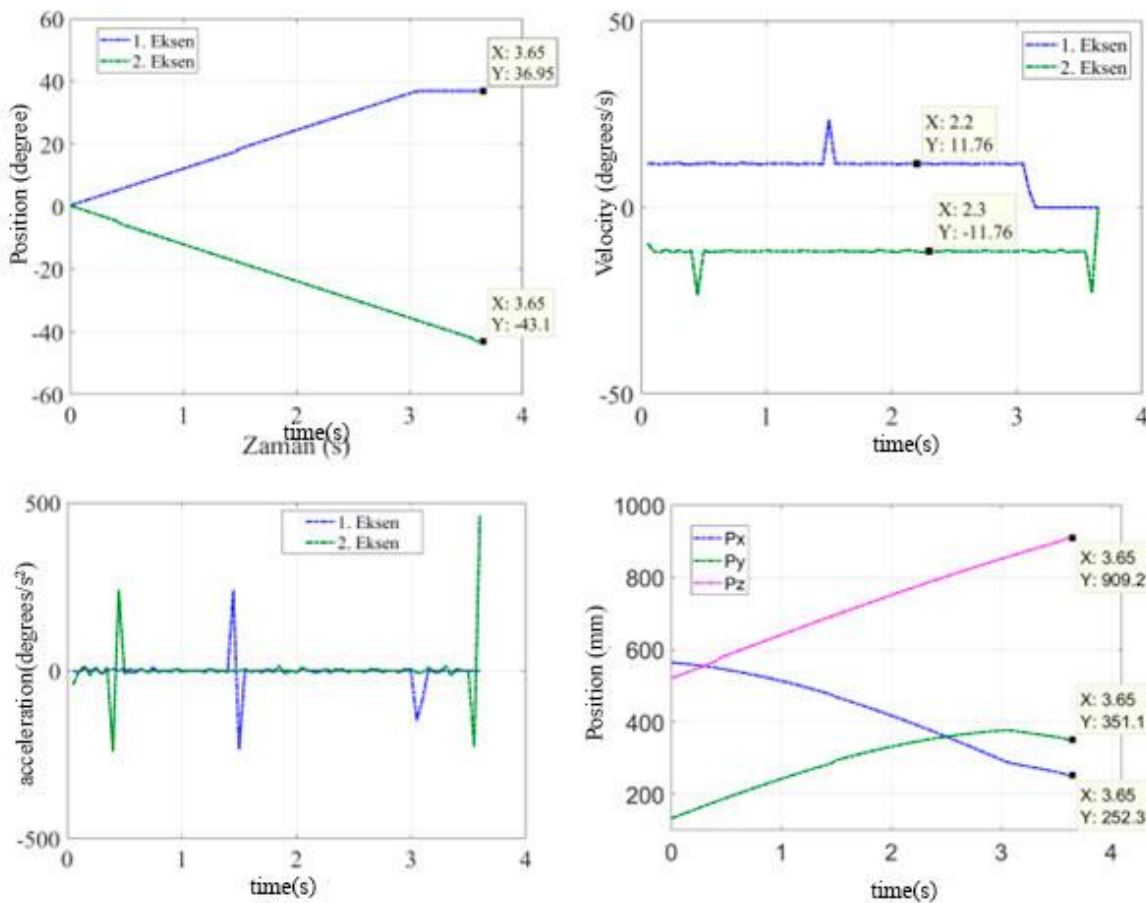 60
40
20
0
-20
-40
-60
Position (degree)
1. Eksen
2. Eksen
X: 3.65
Y: 36.95
X: 3.65
Y: -43.1
0
1
2
3
4
time(s)
Zaman (s)
50
0
-50
Velocity (degrees/s)
1. Eksen
2. Eksen
X: 2.2
Y: 11.76
X: 2.3
Y: -11.76
0
1
2
3
4
time(s)
500
0
-500
acceleration(degrees/s²)
1. Eksen
2. Eksen
0
1
2
3
4
time(s)
1000
800
600
400
200
Position (mm)
Px
Py
Pz
X: 3.65
Y: 909.2
X: 3.65
Y: 351.1
X: 3.65
Y: 252.3
0
1
2
3
4
time(s)